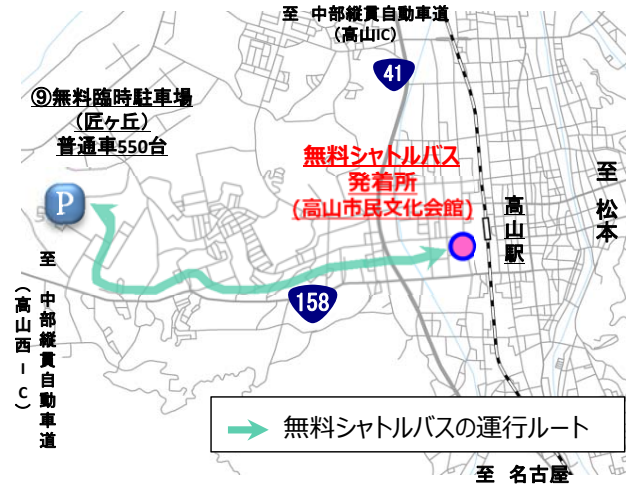 至 中部縦貫自動車道
(高山IC)
41
⑨無料臨時駐車場
(匠ヶ丘)
普通車550台
P
無料シャトルバス
発着所
(高山市民文化会館)
高山駅
至 松本
158
至 中部縦貫自動車道
(高山西IC)
無料シャトルバスの運行ルート
至 名古屋